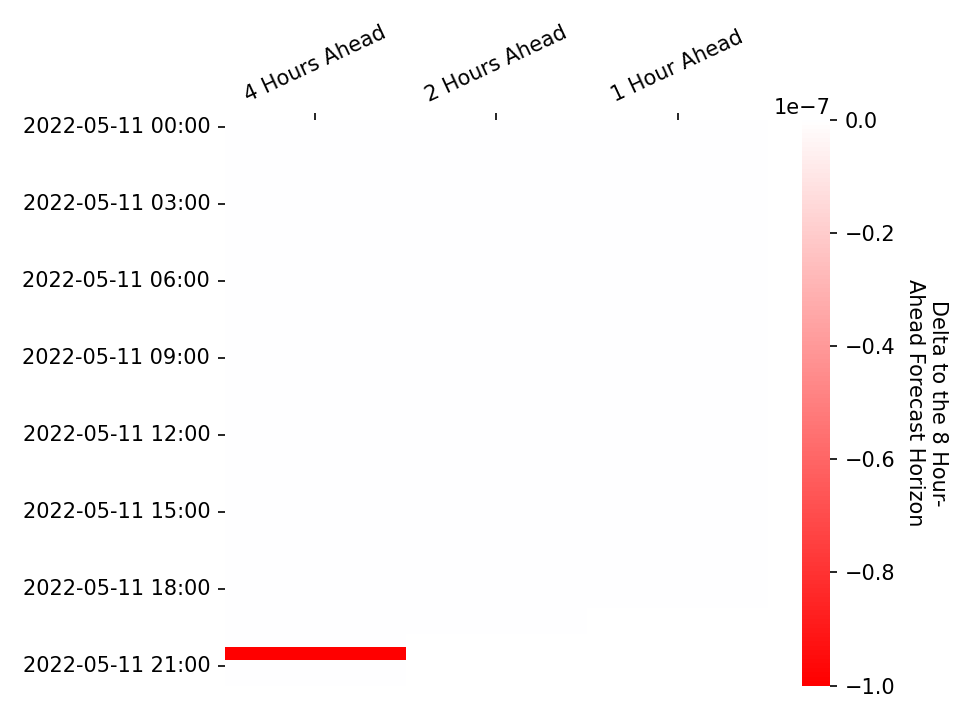 4 Hours Ahead
2 Hours Ahead
1 Hour Ahead
1e−7
2022-05-11 00:00
2022-05-11 03:00
2022-05-11 06:00
2022-05-11 09:00
2022-05-11 12:00
2022-05-11 15:00
2022-05-11 18:00
2022-05-11 21:00
0.0
−0.2
−0.4
−0.6
−0.8
−1.0
Delta to the 8 Hour-
Ahead Forecast Horizon